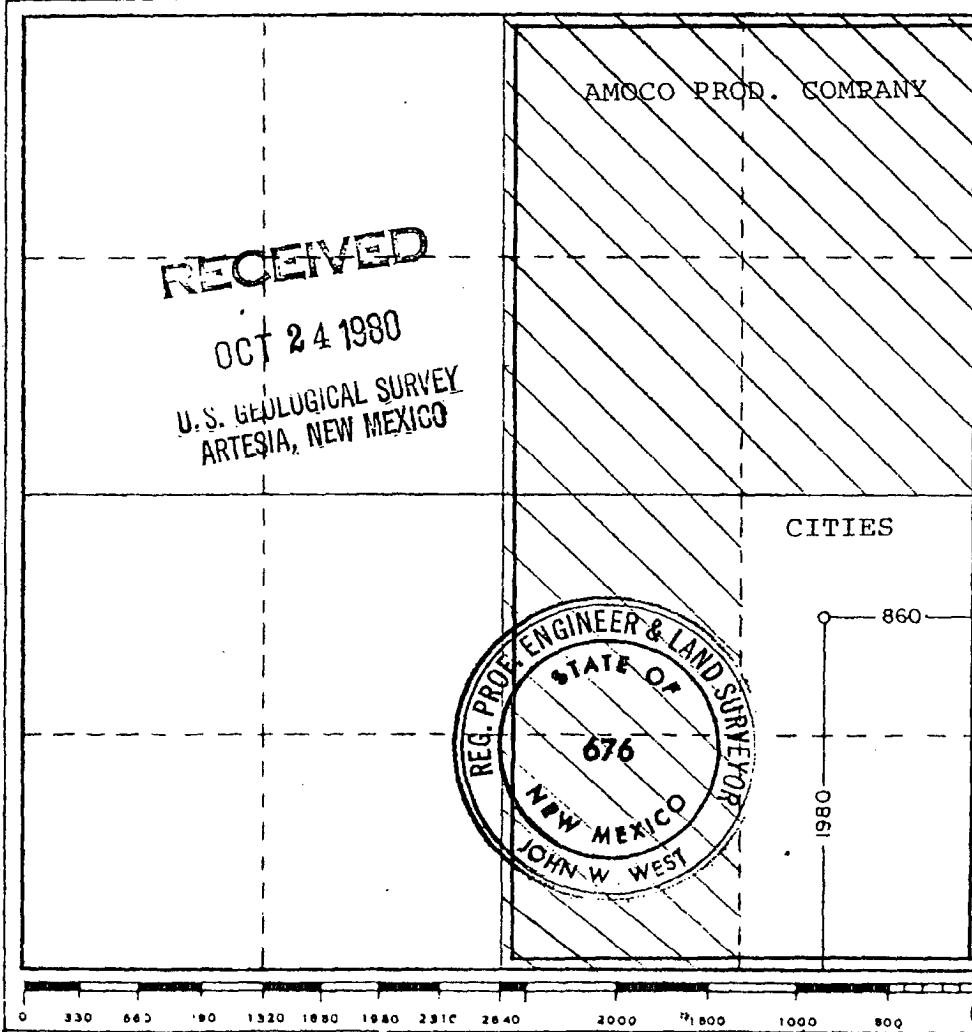 AMOCO PROD. COMPANY
RECEIVED
OCT 24 1980
U.S. GEOLOGICAL SURVEY
ARTESIA, NEW MEXICO
CITIES
860
1980
REG. PROF. ENGINEER & LAND SURVEYOR
STATE OF
676
NEW MEXICO
JOHN W. WEST
0 330 660 1320 1980 2310 2640 2000 1500 1000